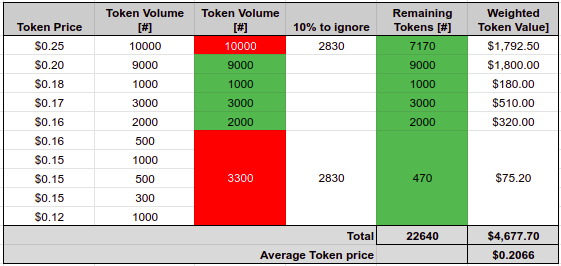 Token Price Token Volume [#] Token Volume [#] 10% to ignore Remaining Tokens [#] Weighted Token Value]
$0.25 10000 10000 2830 7170 $1,792.50
$0.20 9000 9000 9000 $1,800.00
$0.18 1000 1000 1000 $180.00
$0.17 3000 3000 3000 $510.00
$0.16 2000 2000 2000 $320.00
$0.16 500
$0.15 1000
$0.15 500 3300 2830 470 $75.20
$0.15 300
$0.12 1000
Total 22640 $4,677.70
Average Token price $0.2066